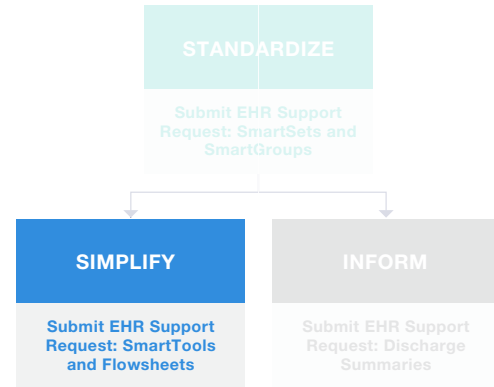 STANDARDIZE
Submit EHR Support
Request: SmartSets and
SmartGroups
SIMPLIFY
Submit EHR Support
Request: SmartTools
and Flowsheets
INFORM
Submit EHR Support
Request: Discharge
Summaries